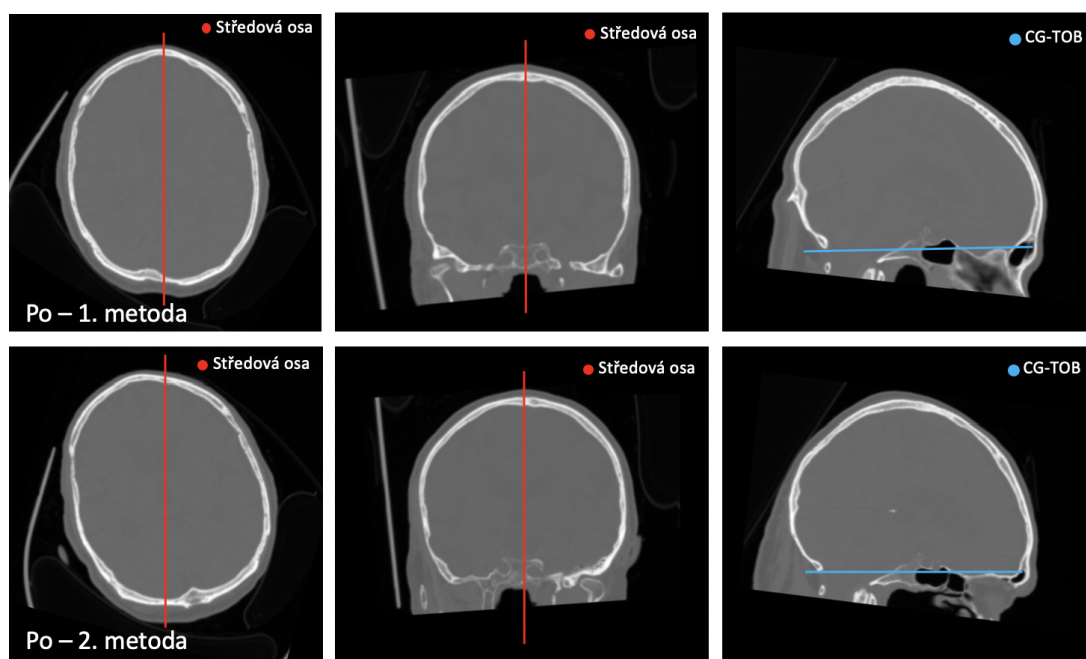 Středová osa
Středová osa
CG-TOB
Po – 1. metoda
Středová osa
Středová osa
CG-TOB
Po – 2. metoda